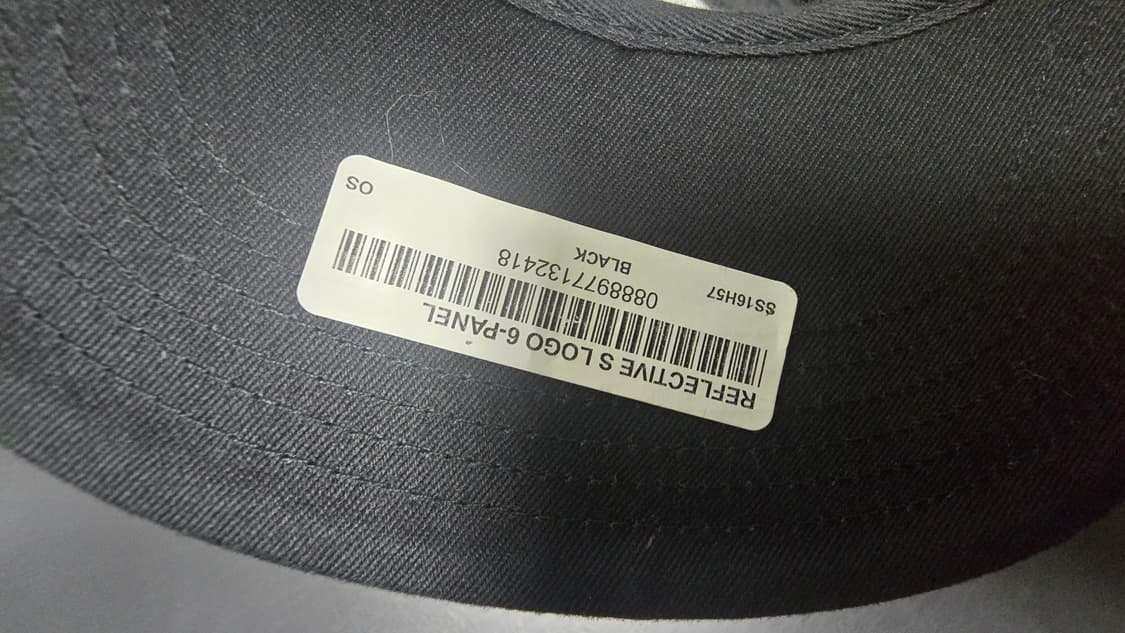 REFLECTIVE S LOGO 6-PANEL
0888977132418
SS16H57
BLACK
OS